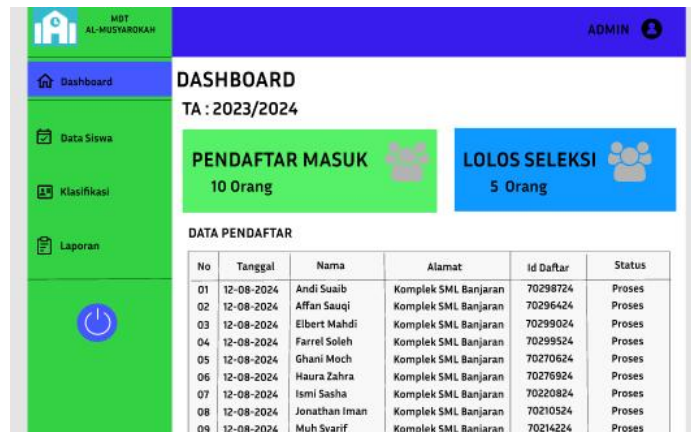 MDT
AL-MUSYAROKAH
ADMIN
Dashboard
Data Siswa
Klasifikasi
Laporan
DASHBOARD
TA : 2023/2024
PENDAFTAR MASUK
10 Orang
LOLOS SELEKSI
5 Orang
DATA PENDAFTAR
No Tanggal Nama Alamat Id Daftar Status
01 12-08-2024 Andi Suaib Komplek SML Banjaran 70298724 Proses
02 12-08-2024 Affan Sauqi Komplek SML Banjaran 70296424 Proses
03 12-08-2024 Elbert Mahdi Komplek SML Banjaran 70299024 Proses
04 12-08-2024 Farrel Soleh Komplek SML Banjaran 70299524 Proses
05 12-08-2024 Ghani Moch Komplek SML Banjaran 70270624 Proses
06 12-08-2024 Haura Zahra Komplek SML Banjaran 70276924 Proses
07 12-08-2024 Ismi Sasha Komplek SML Banjaran 70220824 Proses
08 12-08-2024 Jonathan Iman Komplek SML Banjaran 70210524 Proses
09 12-08-2024 Muh Syarif Komplek SML Banjaran 70214224 Proses